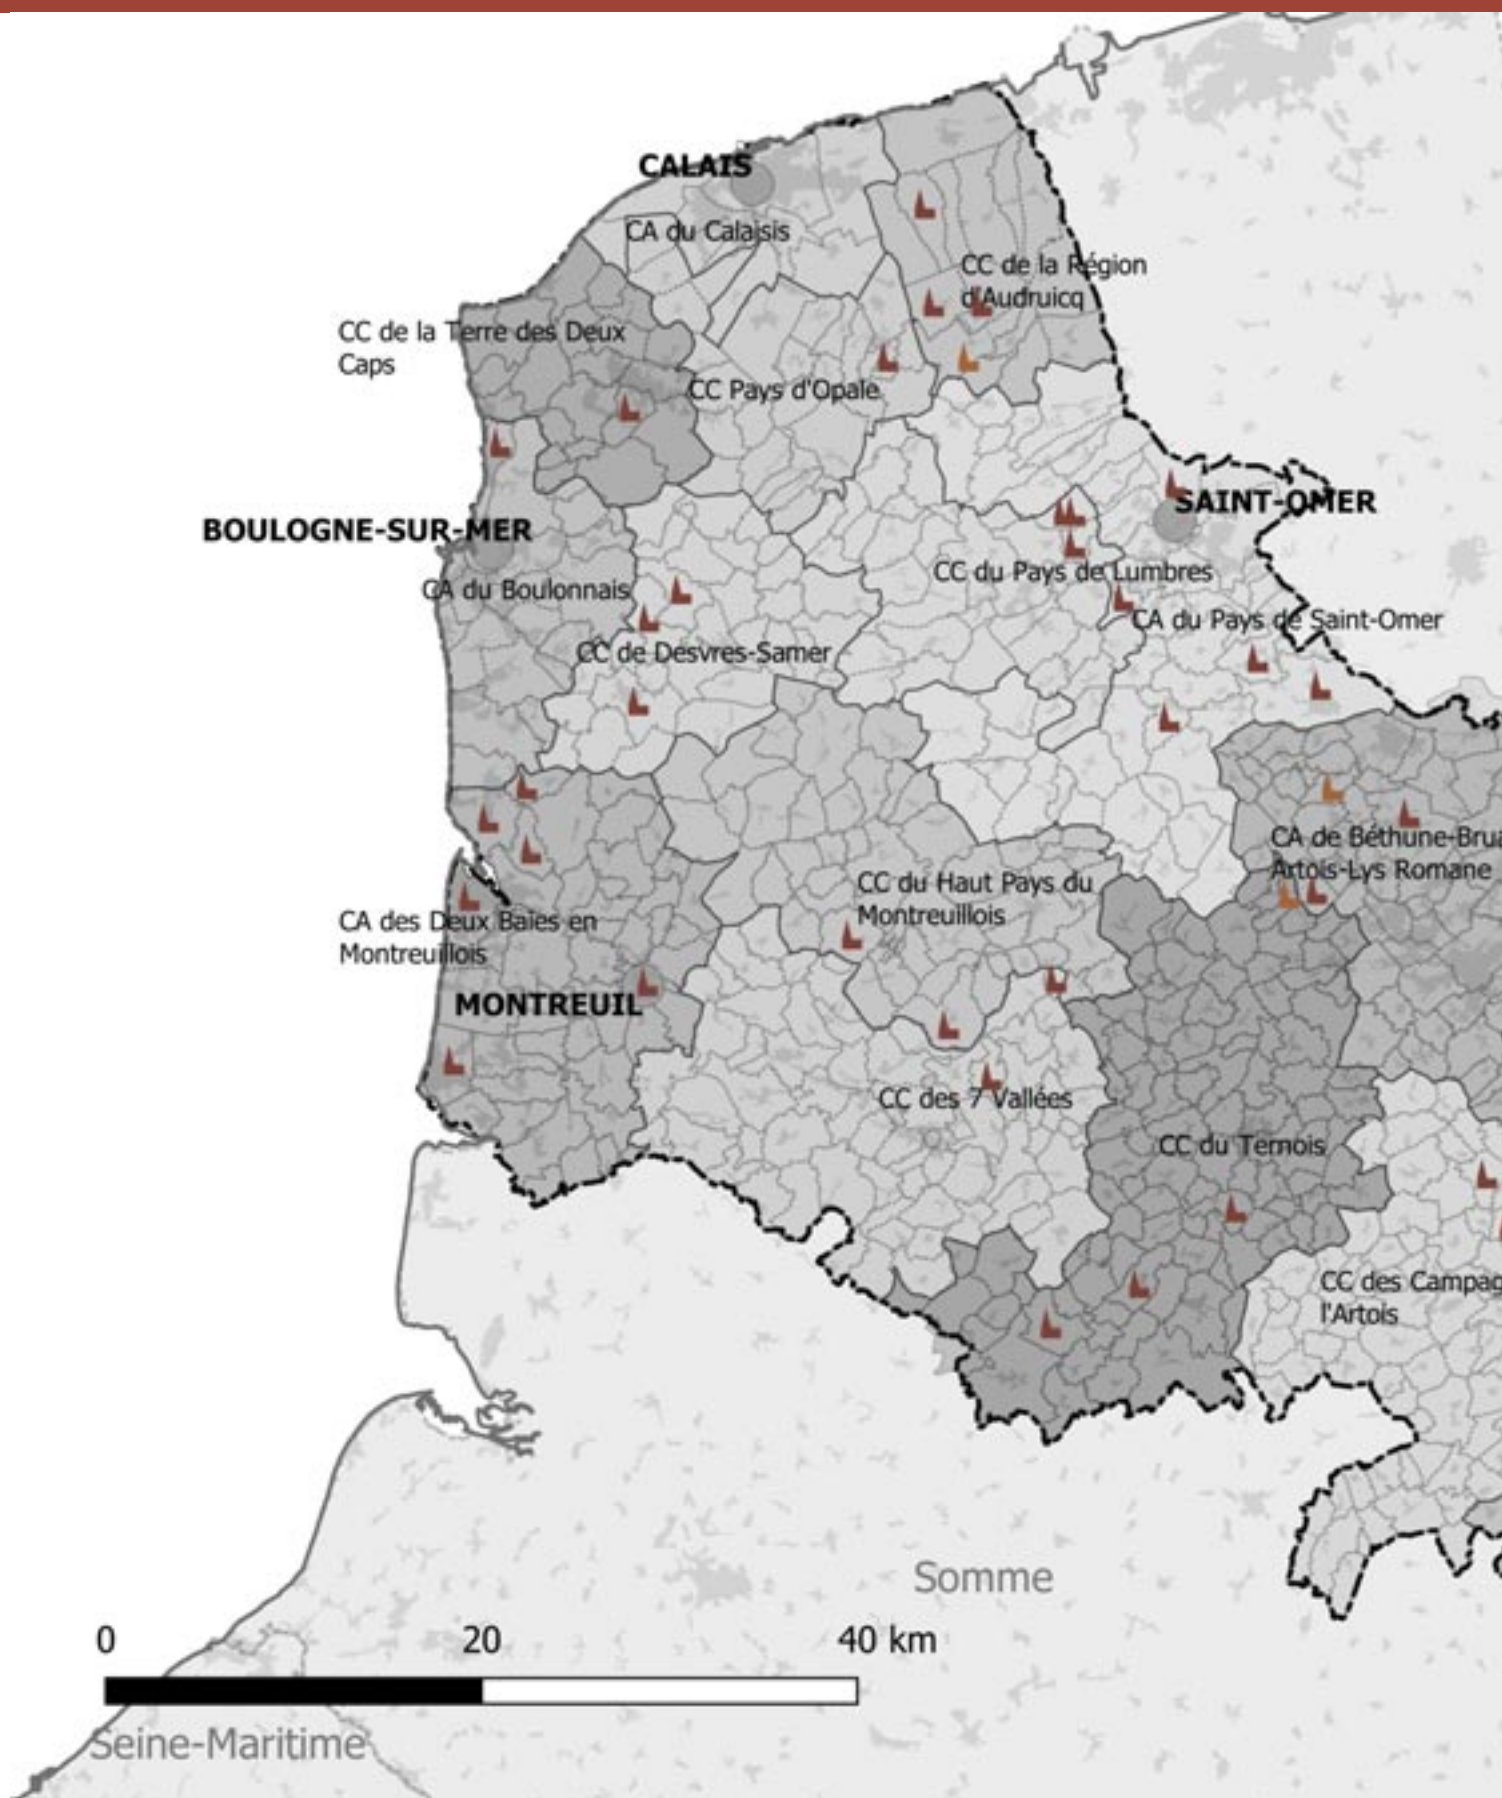 CALAIS
CA du Calaisis
CC de la Région
d'Audruicq
CC de la Terre des Deux
Caps
CC Pays d'Opale
SAINT-OMER
BOULOGNE-SUR-MER
CC du Pays de Lumbres
CA du Boulonnais
CA du Pays de Saint-Omer
CC de Desvres-Samer
CA de Béthune-Brua
Artois-Lys Romane
CC du Haut Pays du
Montreuillois
CA des Deux Baies en
Montreuillois
MONTREUIL
CC des 7 Vallées
CC du Ternois
CC des Campag
l'Artois
Somme
0 20 40 km
Seine-Maritime